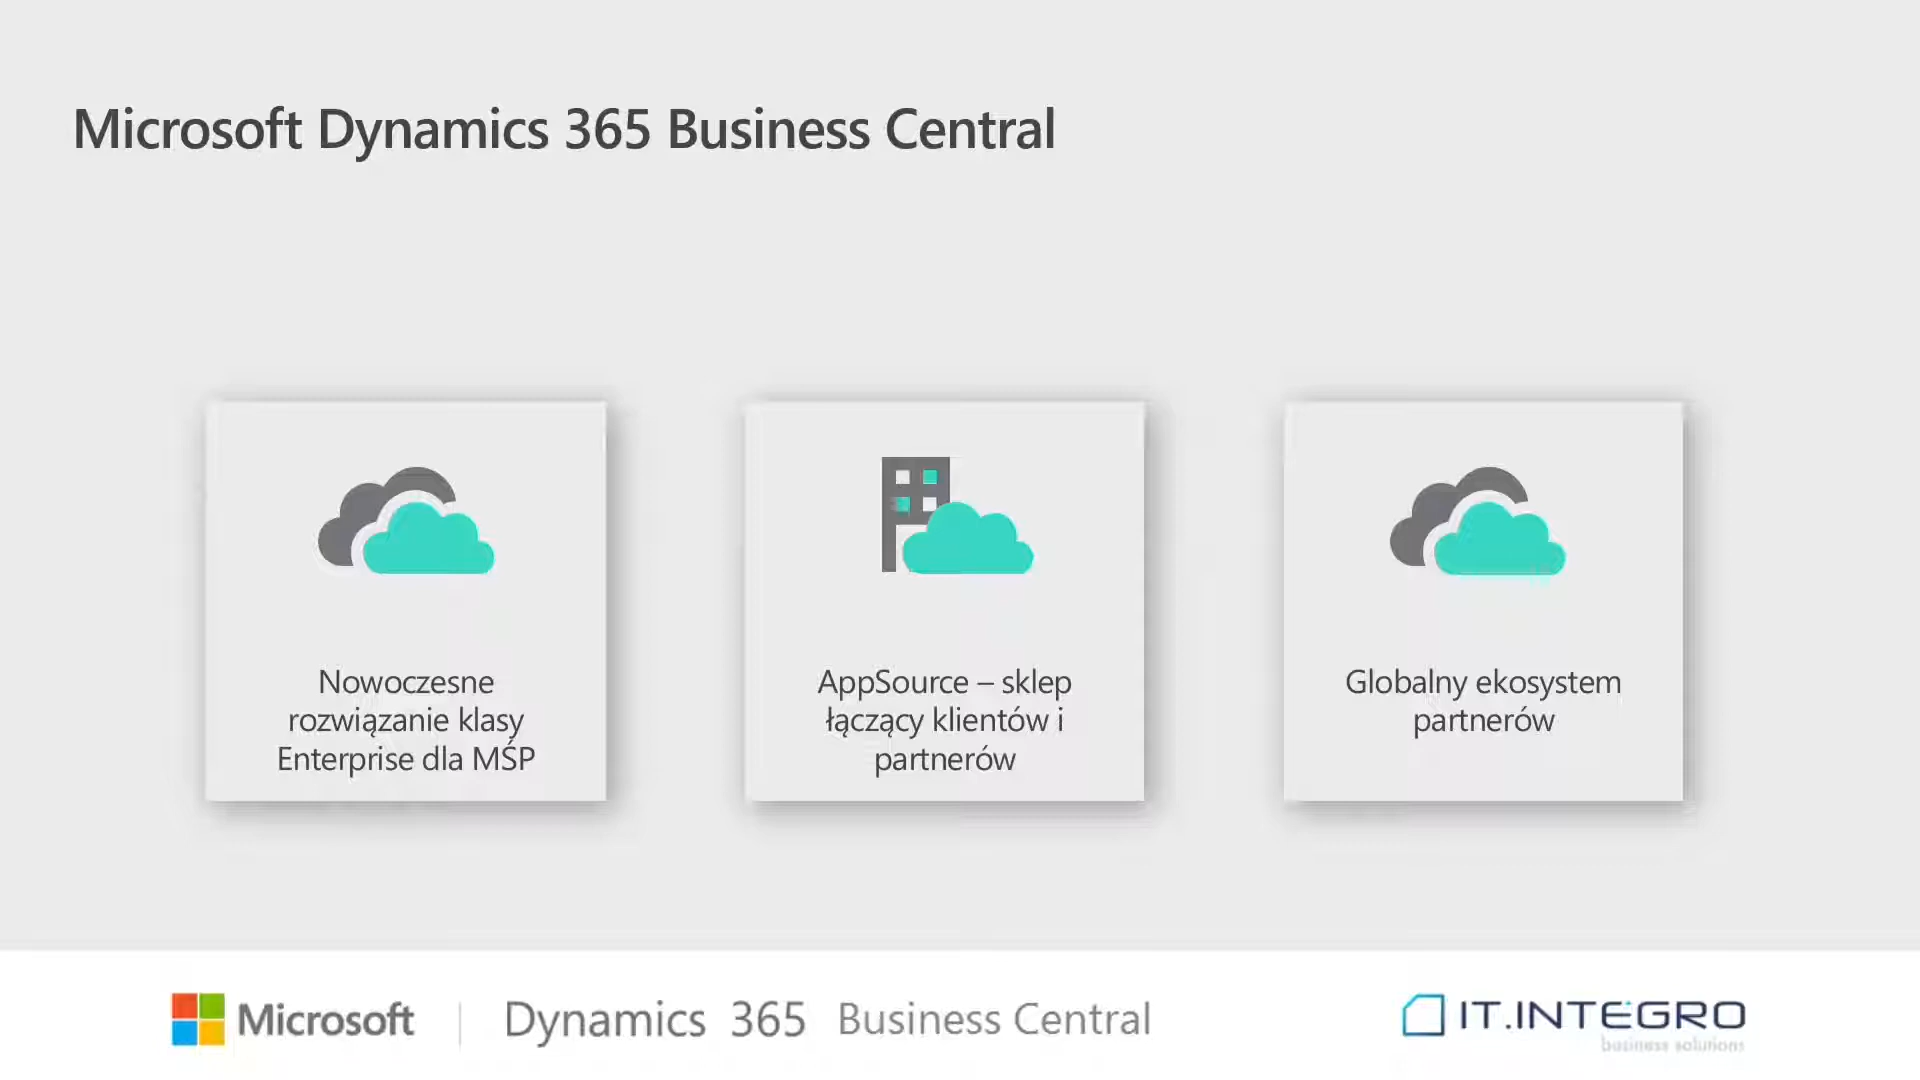 Microsoft Dynamics 365 Business Central
Nowoczesne
rozwiązanie klasy
Enterprise dla MŚP
AppSource – sklep
łączący klientów i
partnerów
Globalny ekosystem
partnerów
Microsoft | Dynamics 365 Business Central
IT.INTEGRO
business solutions